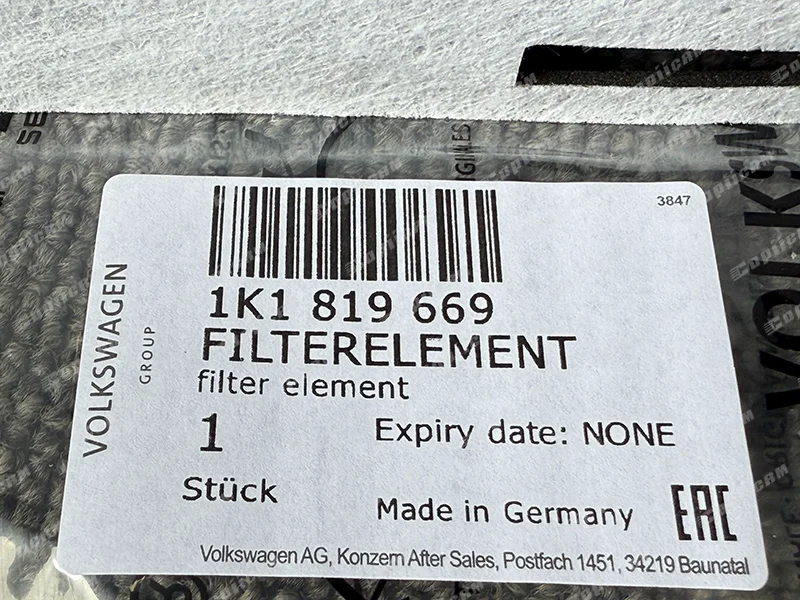 3847
1K1 819 669
FILTERELEMENT
filter element
1
Expiry date: NONE
Stück
Made in Germany
EAC
Volkswagen AG, Konzern After Sales, Postfach 1451, 34219 Baunatal
VOLKSWAGEN
GROUP